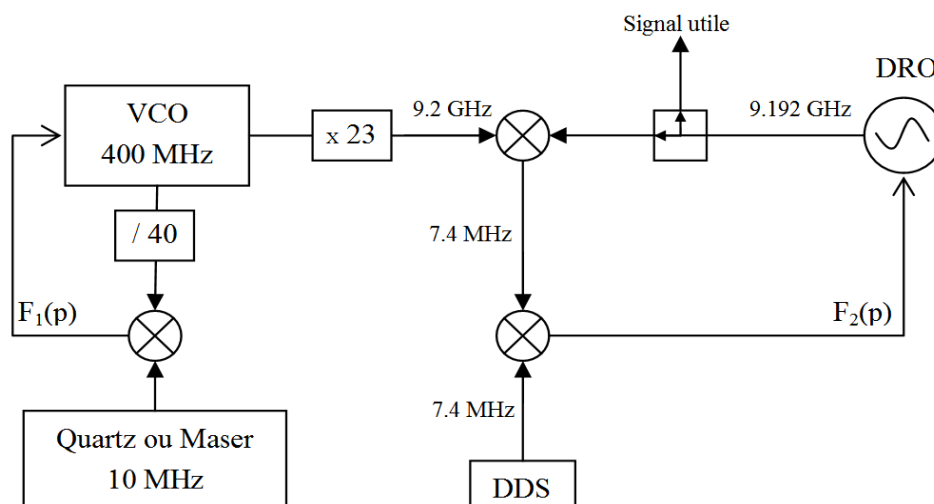 Signal utile
DRO
VCO
400 MHz
x 23
9.2 GHz
9.192 GHz
/ 40
7.4 MHz
F1(p)
F2(p)
7.4 MHz
Quartz ou Maser
10 MHz
DDS